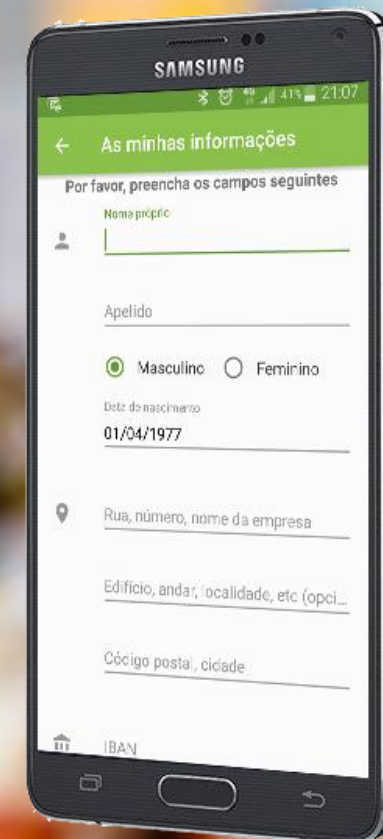 SAMSUNG
41% 21:07
As minhas informações
Por favor, preencha os campos seguintes
Nome próprio
Apelido
Masculino Feminino
Data de nascimento
01/04/1977
Rua, número, nome da empresa
Edifício, andar, localidade, etc (opci...
Código postal, cidade
IBAN